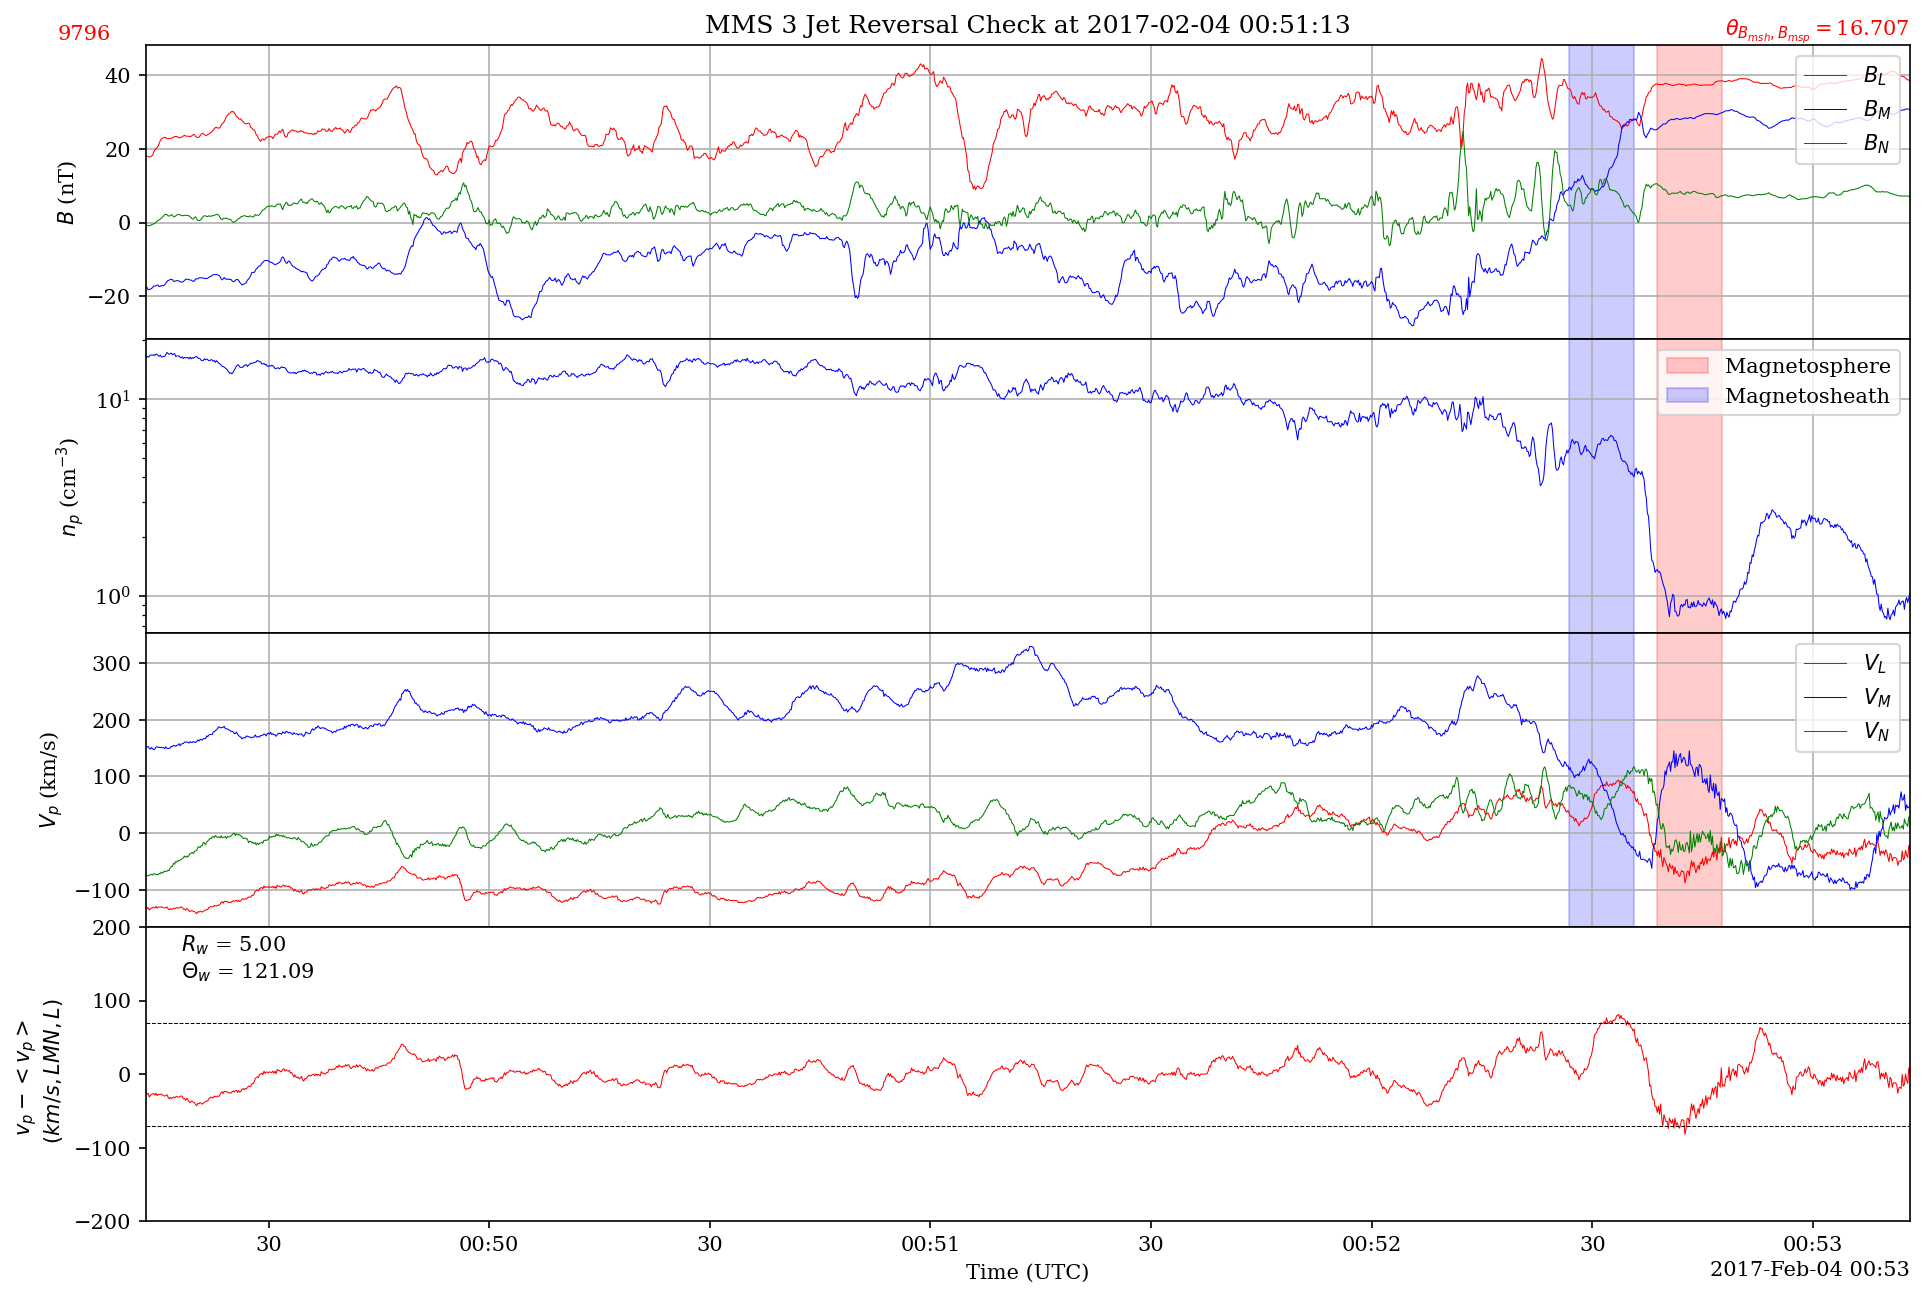 MMS 3 Jet Reversal Check at 2017-02-04 00:51:13
9796
θ_{B_{msh}, B_{msp}} = 16.707
40
20
0
−20
B (nT)
B_L
B_M
B_N
10^1
10^0
n_p (cm^{−3})
Magnetosphere
Magnetosheath
300
200
100
0
−100
V_p (km/s)
V_L
V_M
V_N
200
100
0
−100
−200
v_p − < v_p >
(km/s, LMN, L)
R_w = 5.00
Θ_w = 121.09
30
00:50
30
00:51
30
00:52
30
00:53
Time (UTC)
2017-Feb-04 00:53